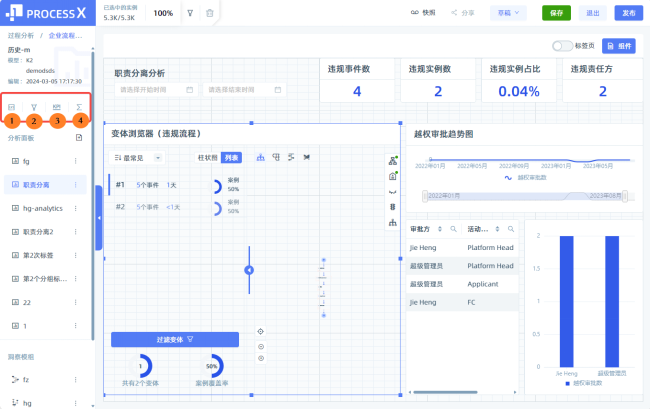 PROCESSX
已选中的实例
5.3K/5.3K
100%
快照
分享
草稿
保存
退出
发布
过程分析 / 企业流程...
历史-m
模型： K2
demodsds
编辑： 2024-03-05 17:17:30
1 2 3 4
分析面板
fg
职责分离
hg-analytics
职责分离2
第2次标签
第2个分相标...
22
1
洞察模组
fz
hg
标签页
组件
职责分离分析
请选择开始时间
请选择结束时间
违规事件数
4
违规实例数
2
违规实例占比
0.04%
违规责任方
2
变体浏览器（违规流程）
最常见
柱状图
列表
#1 5个事件 1天 案例 50%
#2 5个事件 <1天 案例 50%
过滤变体
1
共有2个变体
50%
案例覆盖率
越权审批趋势图
2022年01月 2022年05月 2022年06月 2023年01月 2023年05月
越权审批数
2022年01月
2023年08月
审批方 活动...
Jie Heng Platform Head
超级管理员 Platform Head
超级管理员 Applicant
Jie Heng FC
2
1.5
1
0.5
0
Jie Heng 超级管理员
越权审批数